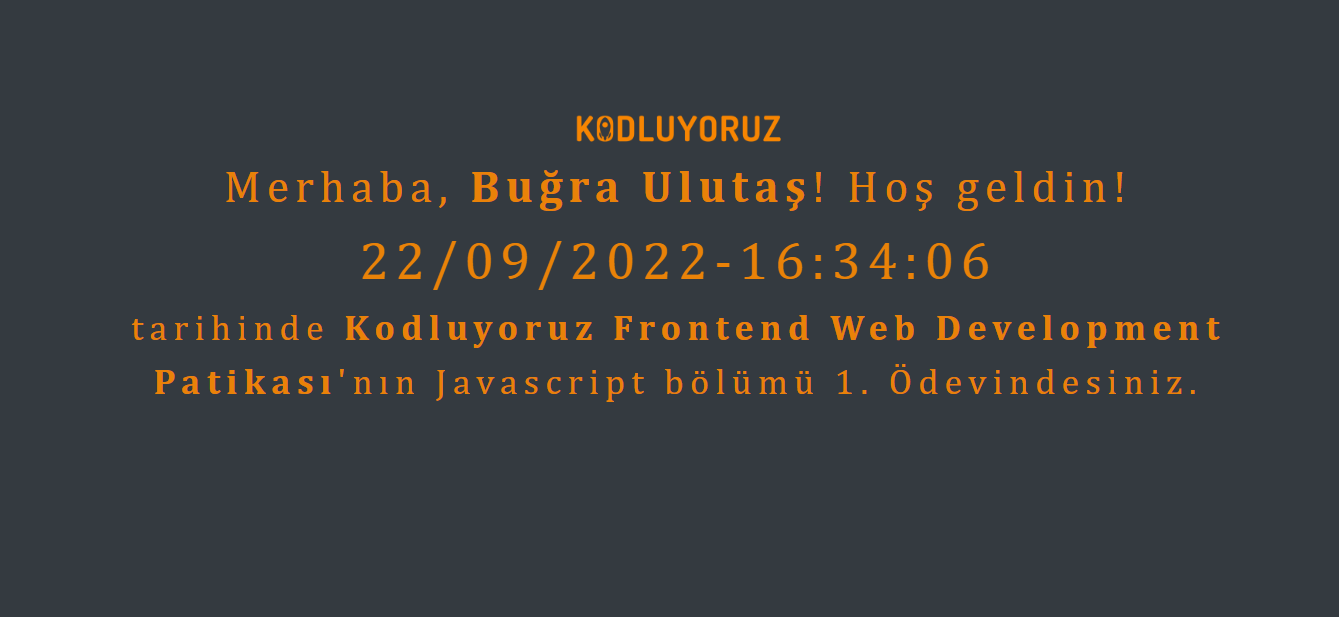 KODLUYORUZ
Merhaba, Buğra Ulutaş! Hoş geldin!
22/09/2022-16:34:06
tarihinde Kodluyoruz Frontend Web Development
Patikası'nın Javascript bölümü 1. Ödevindesiniz.